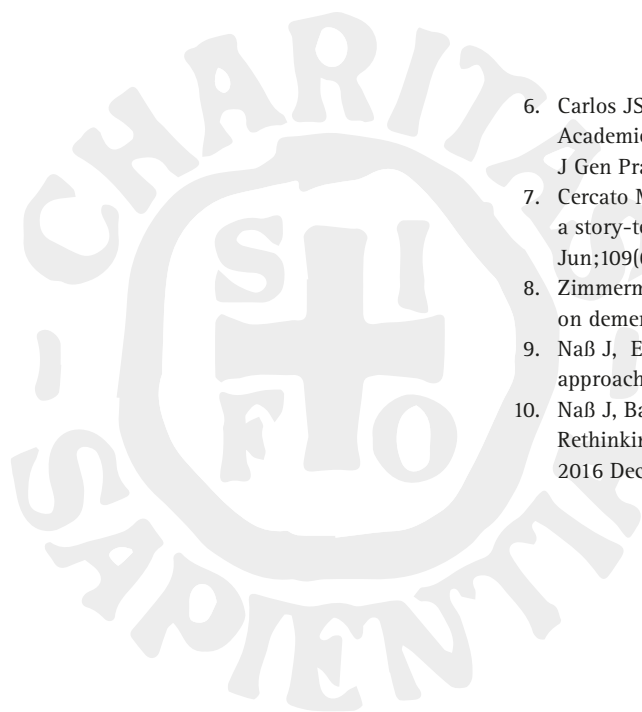 CHARITAS
SAPIENTIA
S I
F O
6. Carlos JS
Academic
J Gen Pra
7. Cercato M
a story-te
Jun;109(
8. Zimmerm
on demen
9. Naß J, E
approach
10. Naß J, Ba
Rethinkin
2016 Dec